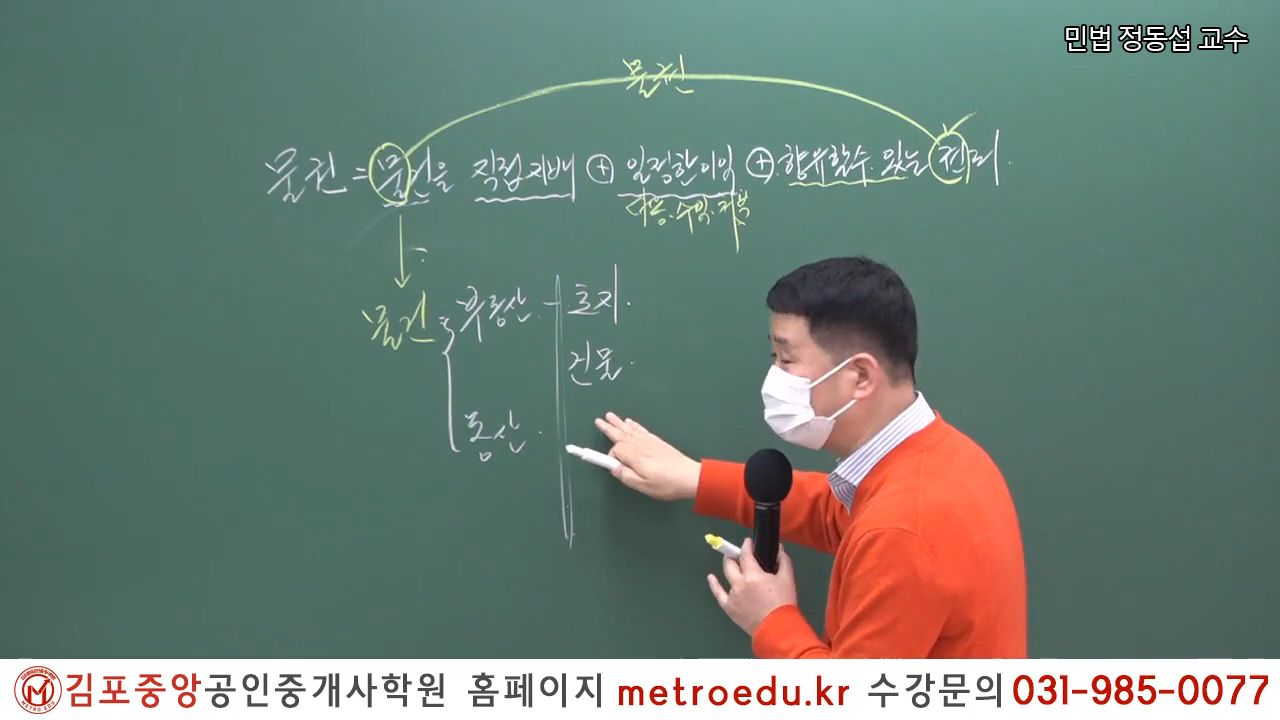 민법 정동섭 교수
물권
물권 = 물건을 직접지배 ⊕ 일정한이익 ⊕ 향유할수 있는 권리.
사용·수익·처분
물건 부동산 - 토지.
건물.
동산.
METRO EDU
김포중앙공인중개사학원 홈페이지 metroedu.kr 수강문의 031-985-0077